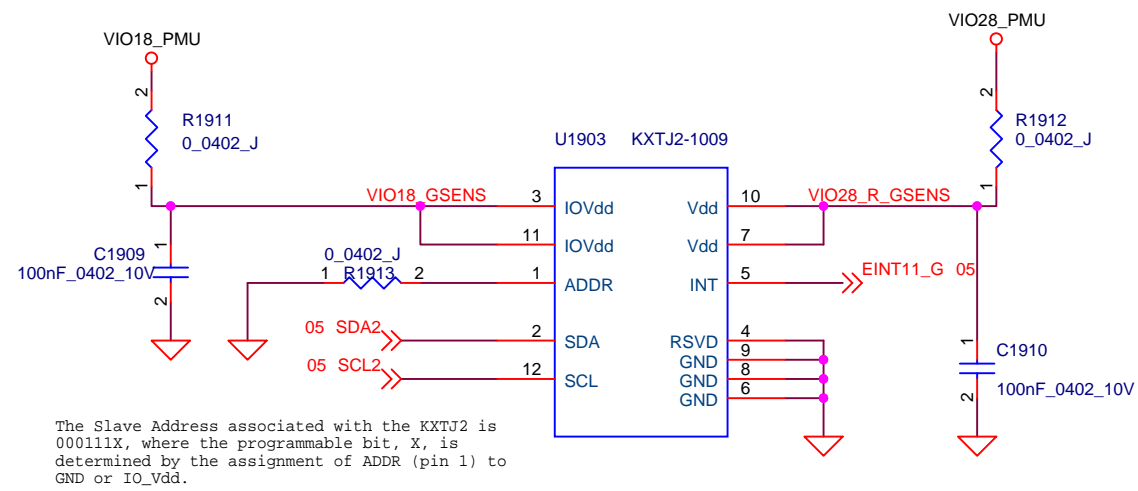 VIO18_PMU
VIO28_PMU
2
R1911
0_0402_J
1
2
R1912
0_0402_J
1
U1903 KXTJ2-1009
VIO18_GSENS
3 IOVdd
11 IOVdd
Vdd 10
Vdd 7
VIO28_R_GSENS
C1909
100nF_0402_10V
1
2
0_0402_J
1 R1913 2
1 ADDR
INT 5
EINT11_G 05
05 SDA2
2 SDA
RSVD 4
GND 9
05 SCL2
12 SCL
GND 8
GND 6
1
C1910
100nF_0402_10V
2
The Slave Address associated with the KXTJ2 is
000111X, where the programmable bit, X, is
determined by the assignment of ADDR (pin 1) to
GND or IO_Vdd.